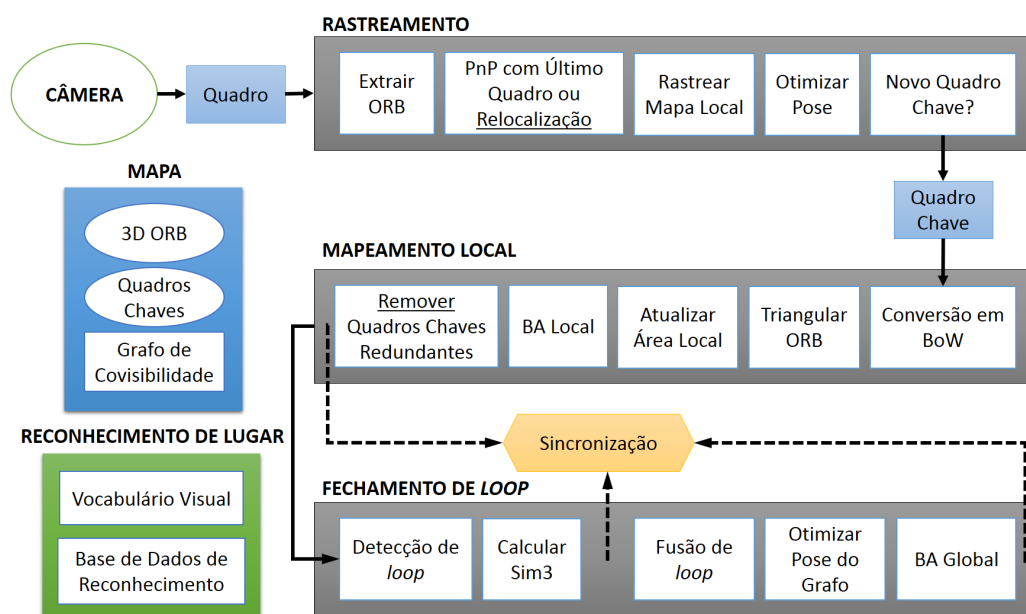 RASTREAMENTO
CÂMERA
Quadro
Extrair
ORB
PnP com Último
Quadro ou
Relocalização
Rastrear
Mapa Local
Otimizar
Pose
Novo Quadro
Chave?
MAPA
3D ORB
Quadros
Chaves
Grafo de
Covisibilidade
Quadro
Chave
MAPEAMENTO LOCAL
Remover
Quadros Chaves
Redundantes
BA Local
Atualizar
Área Local
Triangular
ORB
Conversão em
BoW
RECONHECIMENTO DE LUGAR
Vocabulário Visual
Base de Dados de
Reconhecimento
Sincronização
FECHAMENTO DE LOOP
Detecção de
loop
Calcular
Sim3
Fusão de
loop
Otimizar
Pose do
Grafo
BA Global